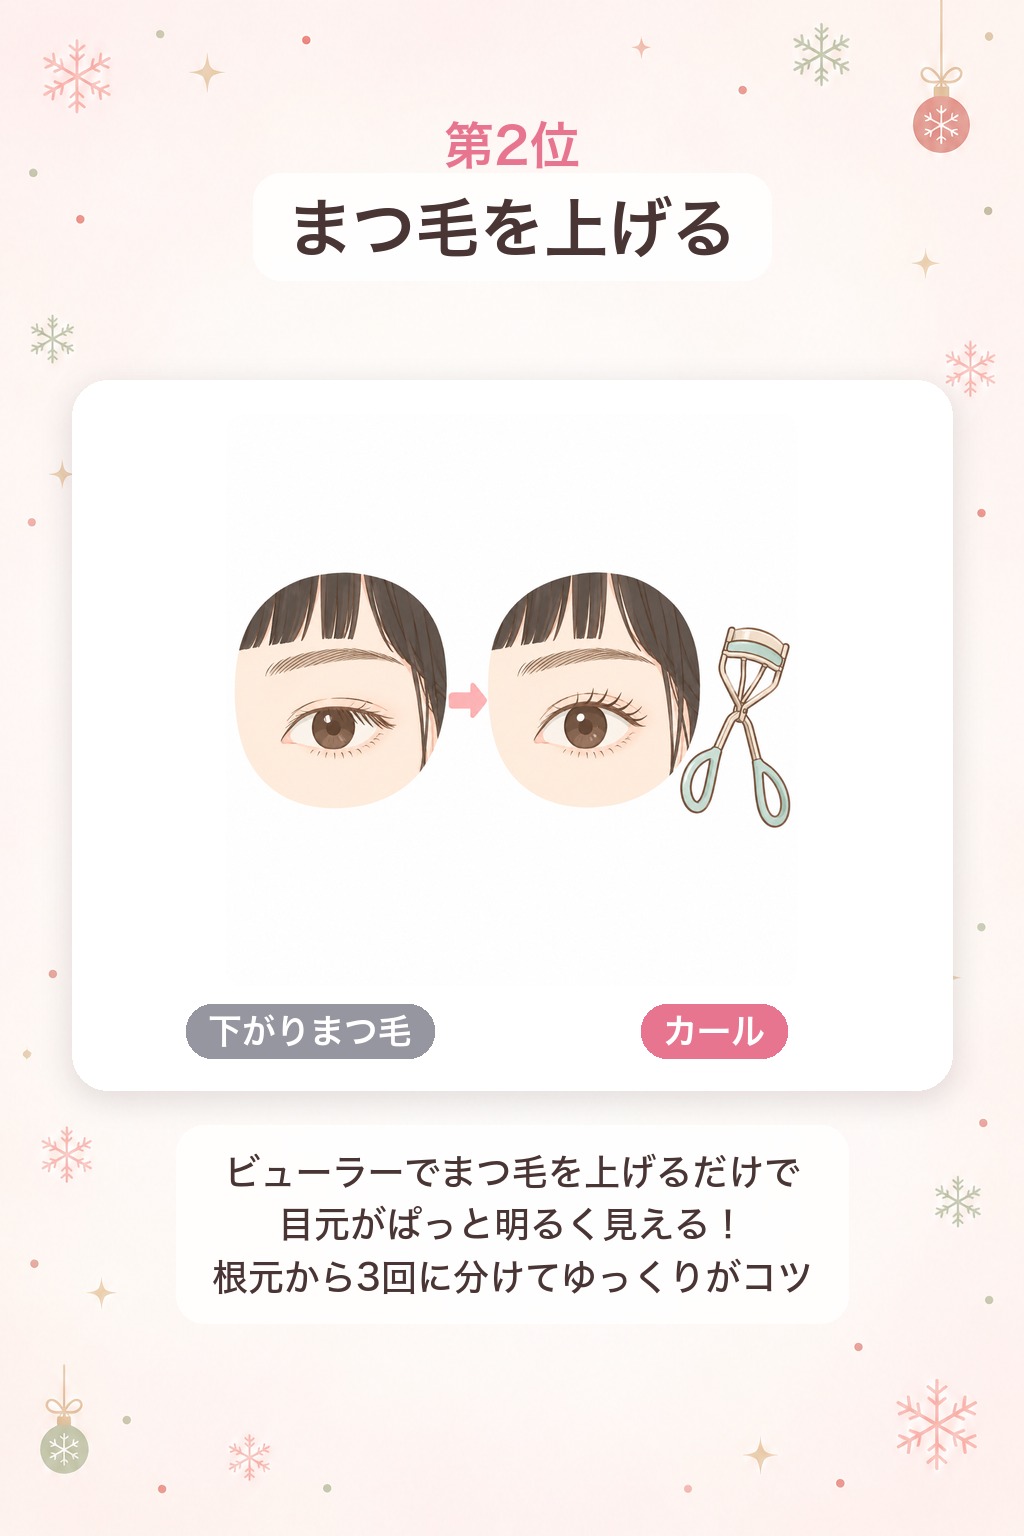 第2位
まつ毛を上げる
下がりまつ毛
カール
ビューラーでまつ毛を上げるだけで
目元がぱっと明るく見える！
根元から3回に分けてゆっくりがコツ